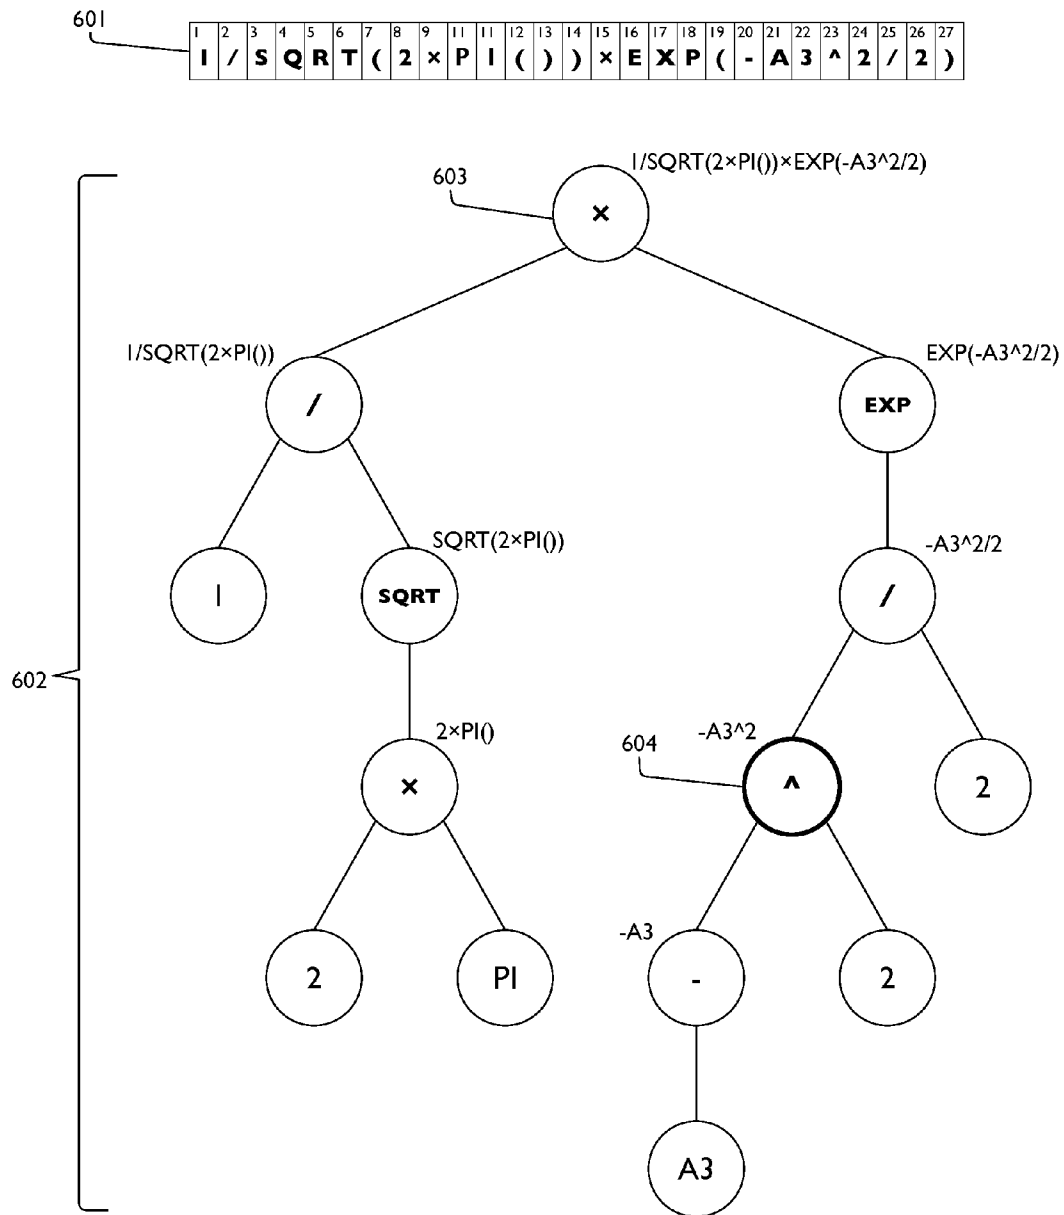 601
1 2 3 4 5 6 7 8 9 11 11 12 13 14 15 16 17 18 19 20 21 22 23 24 25 26 27
1 / S Q R T ( 2 × P I ( ) ) × E X P ( - A 3 ^ 2 / 2 )
1/SQRT(2×PI())×EXP(-A3^2/2)
603
×
1/SQRT(2×PI())
EXP(-A3^2/2)
/
EXP
SQRT(2×PI())
-A3^2/2
1
SQRT
/
602
2×PI()
-A3^2
604
×
^
2
-A3
2
PI
-
2
A3